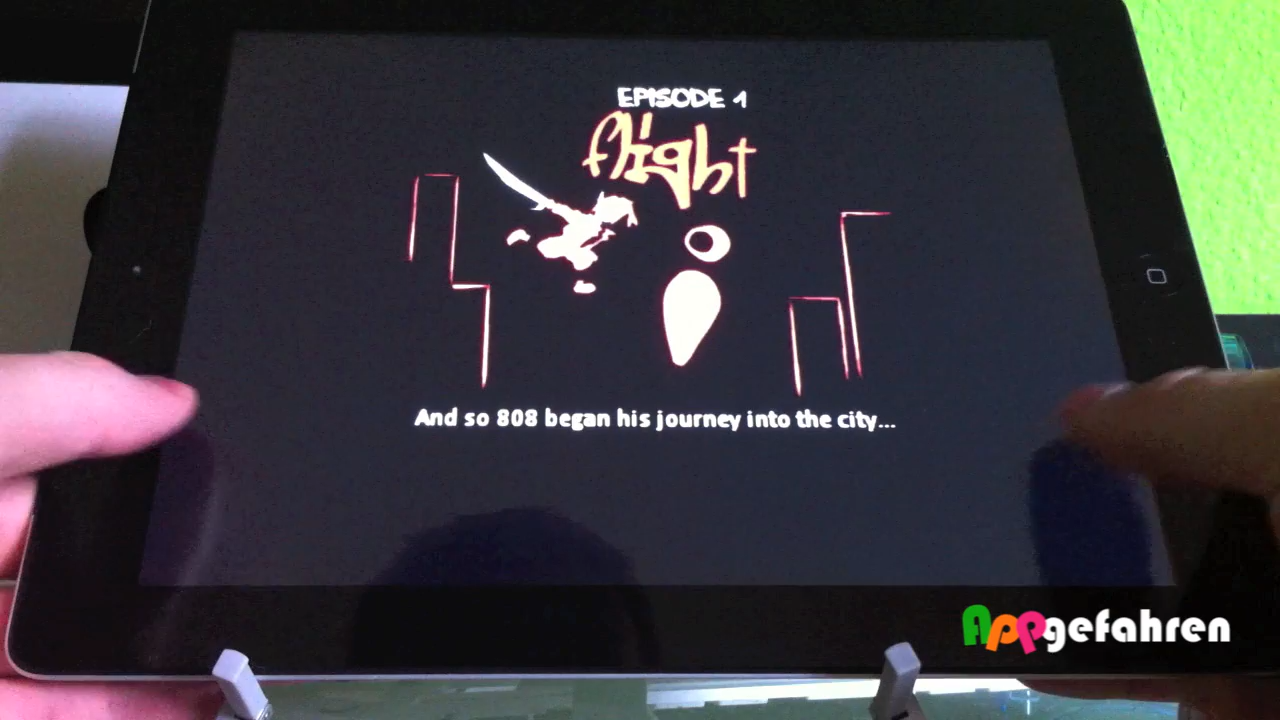 EPISODE 1
flight
And so 808 began his journey into the city...
Appgefahren